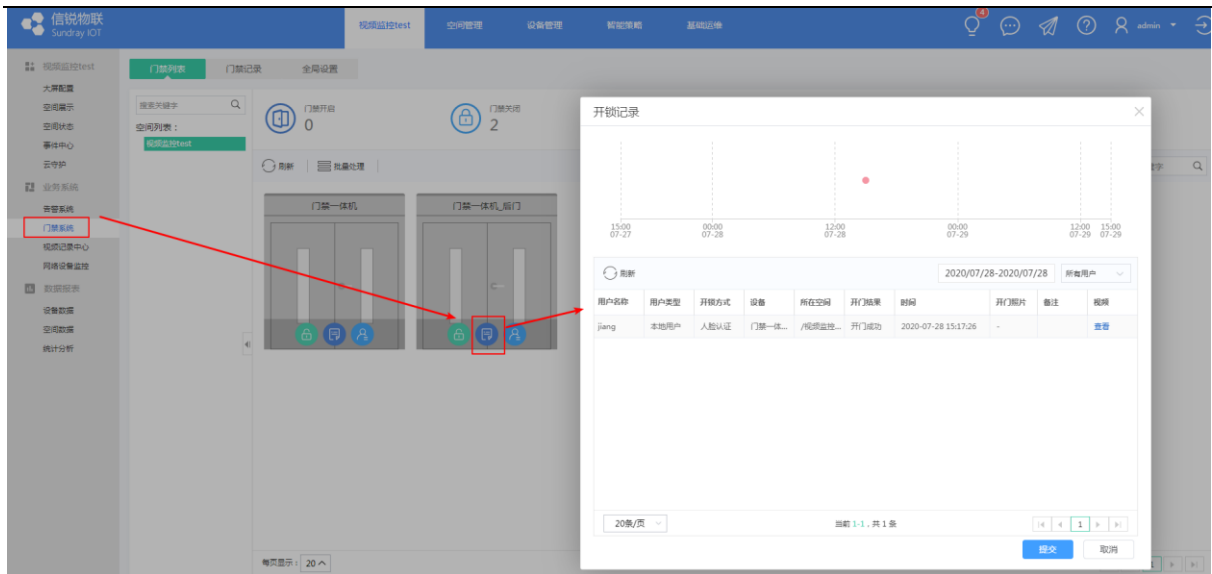 信锐物联
Sundray IOT
视频监控test 空间管理 设备管理 智能策略 基础运维
4
admin
视频监控test
大屏配置
空间展示
空间状态
事件中心
云守护
业务系统
告警系统
门禁系统
视频记录中心
网络设备监控
数据报表
设备数据
空间数据
统计分析
门禁列表 门禁记录 全局设置
搜索关键字
空间列表：
视频监控test
门禁开启
0
门禁关闭
2
刷新 批量处理
门禁一体机 门禁一体机_后门
每页显示： 20
开锁记录
15:00 00:00 12:00 00:00 12:00 15:00
07-27 07-28 07-28 07-29 07-29 07-29
刷新 2020/07/28-2020/07/28 所有用户
用户名称 用户类型 开锁方式 设备 所在空间 开门结果 时间 开门照片 备注 视频
jiang 本地用户 人脸认证 门禁一体... /视频监控... 开门成功 2020-07-28 15:17:26 - 查看
20条/页 当前 1-1，共 1 条 1
提交 取消